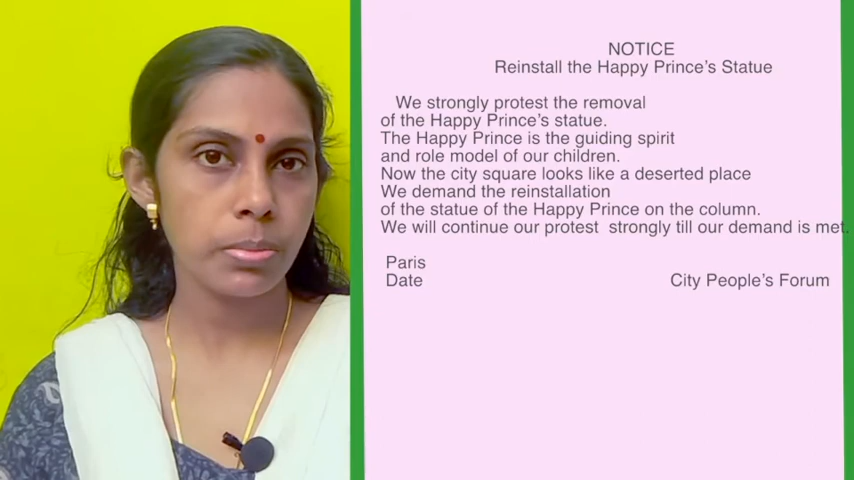 NOTICE
Reinstall the Happy Prince's Statue
We strongly protest the removal
of the Happy Prince's statue.
The Happy Prince is the guiding spirit
and role model of our children.
Now the city square looks like a deserted place
We demand the reinstallation
of the statue of the Happy Prince on the column.
We will continue our protest  strongly till our demand is met.
Paris
Date
City People's Forum